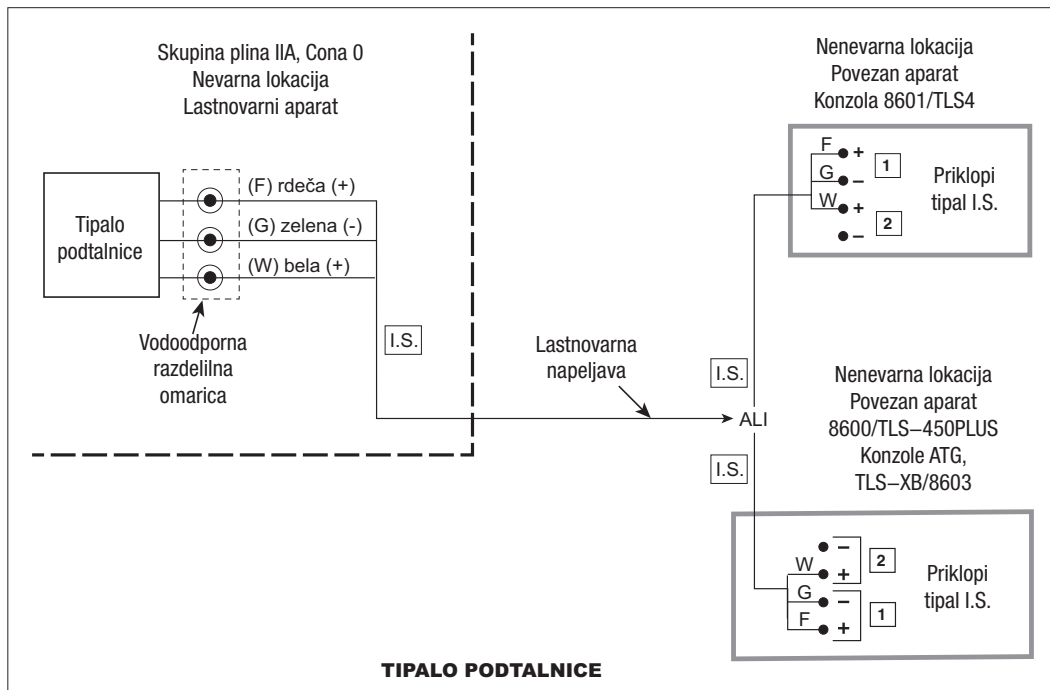 Skupina plina IIA, Cona 0
Nevarna lokacija
Lastnovarni aparat
Tipalo
podtalnice
(F) rdeča (+)
(G) zelena (-)
(W) bela (+)
Vodoodporna
razdelilna
omarica
I.S.
Lastnovarna
napeljava
I.S.
ALI
I.S.
Nenevarna lokacija
Povezan aparat
Konzola 8601/TLS4
F + 1
G –
W + 2
–
Priklopi
tipal I.S.
Nenevarna lokacija
Povezan aparat
8600/TLS–450PLUS
Konzole ATG,
TLS–XB/8603
– 2
W +
G – 1
F +
Priklopi
tipal I.S.
TIPALO PODTALNICE